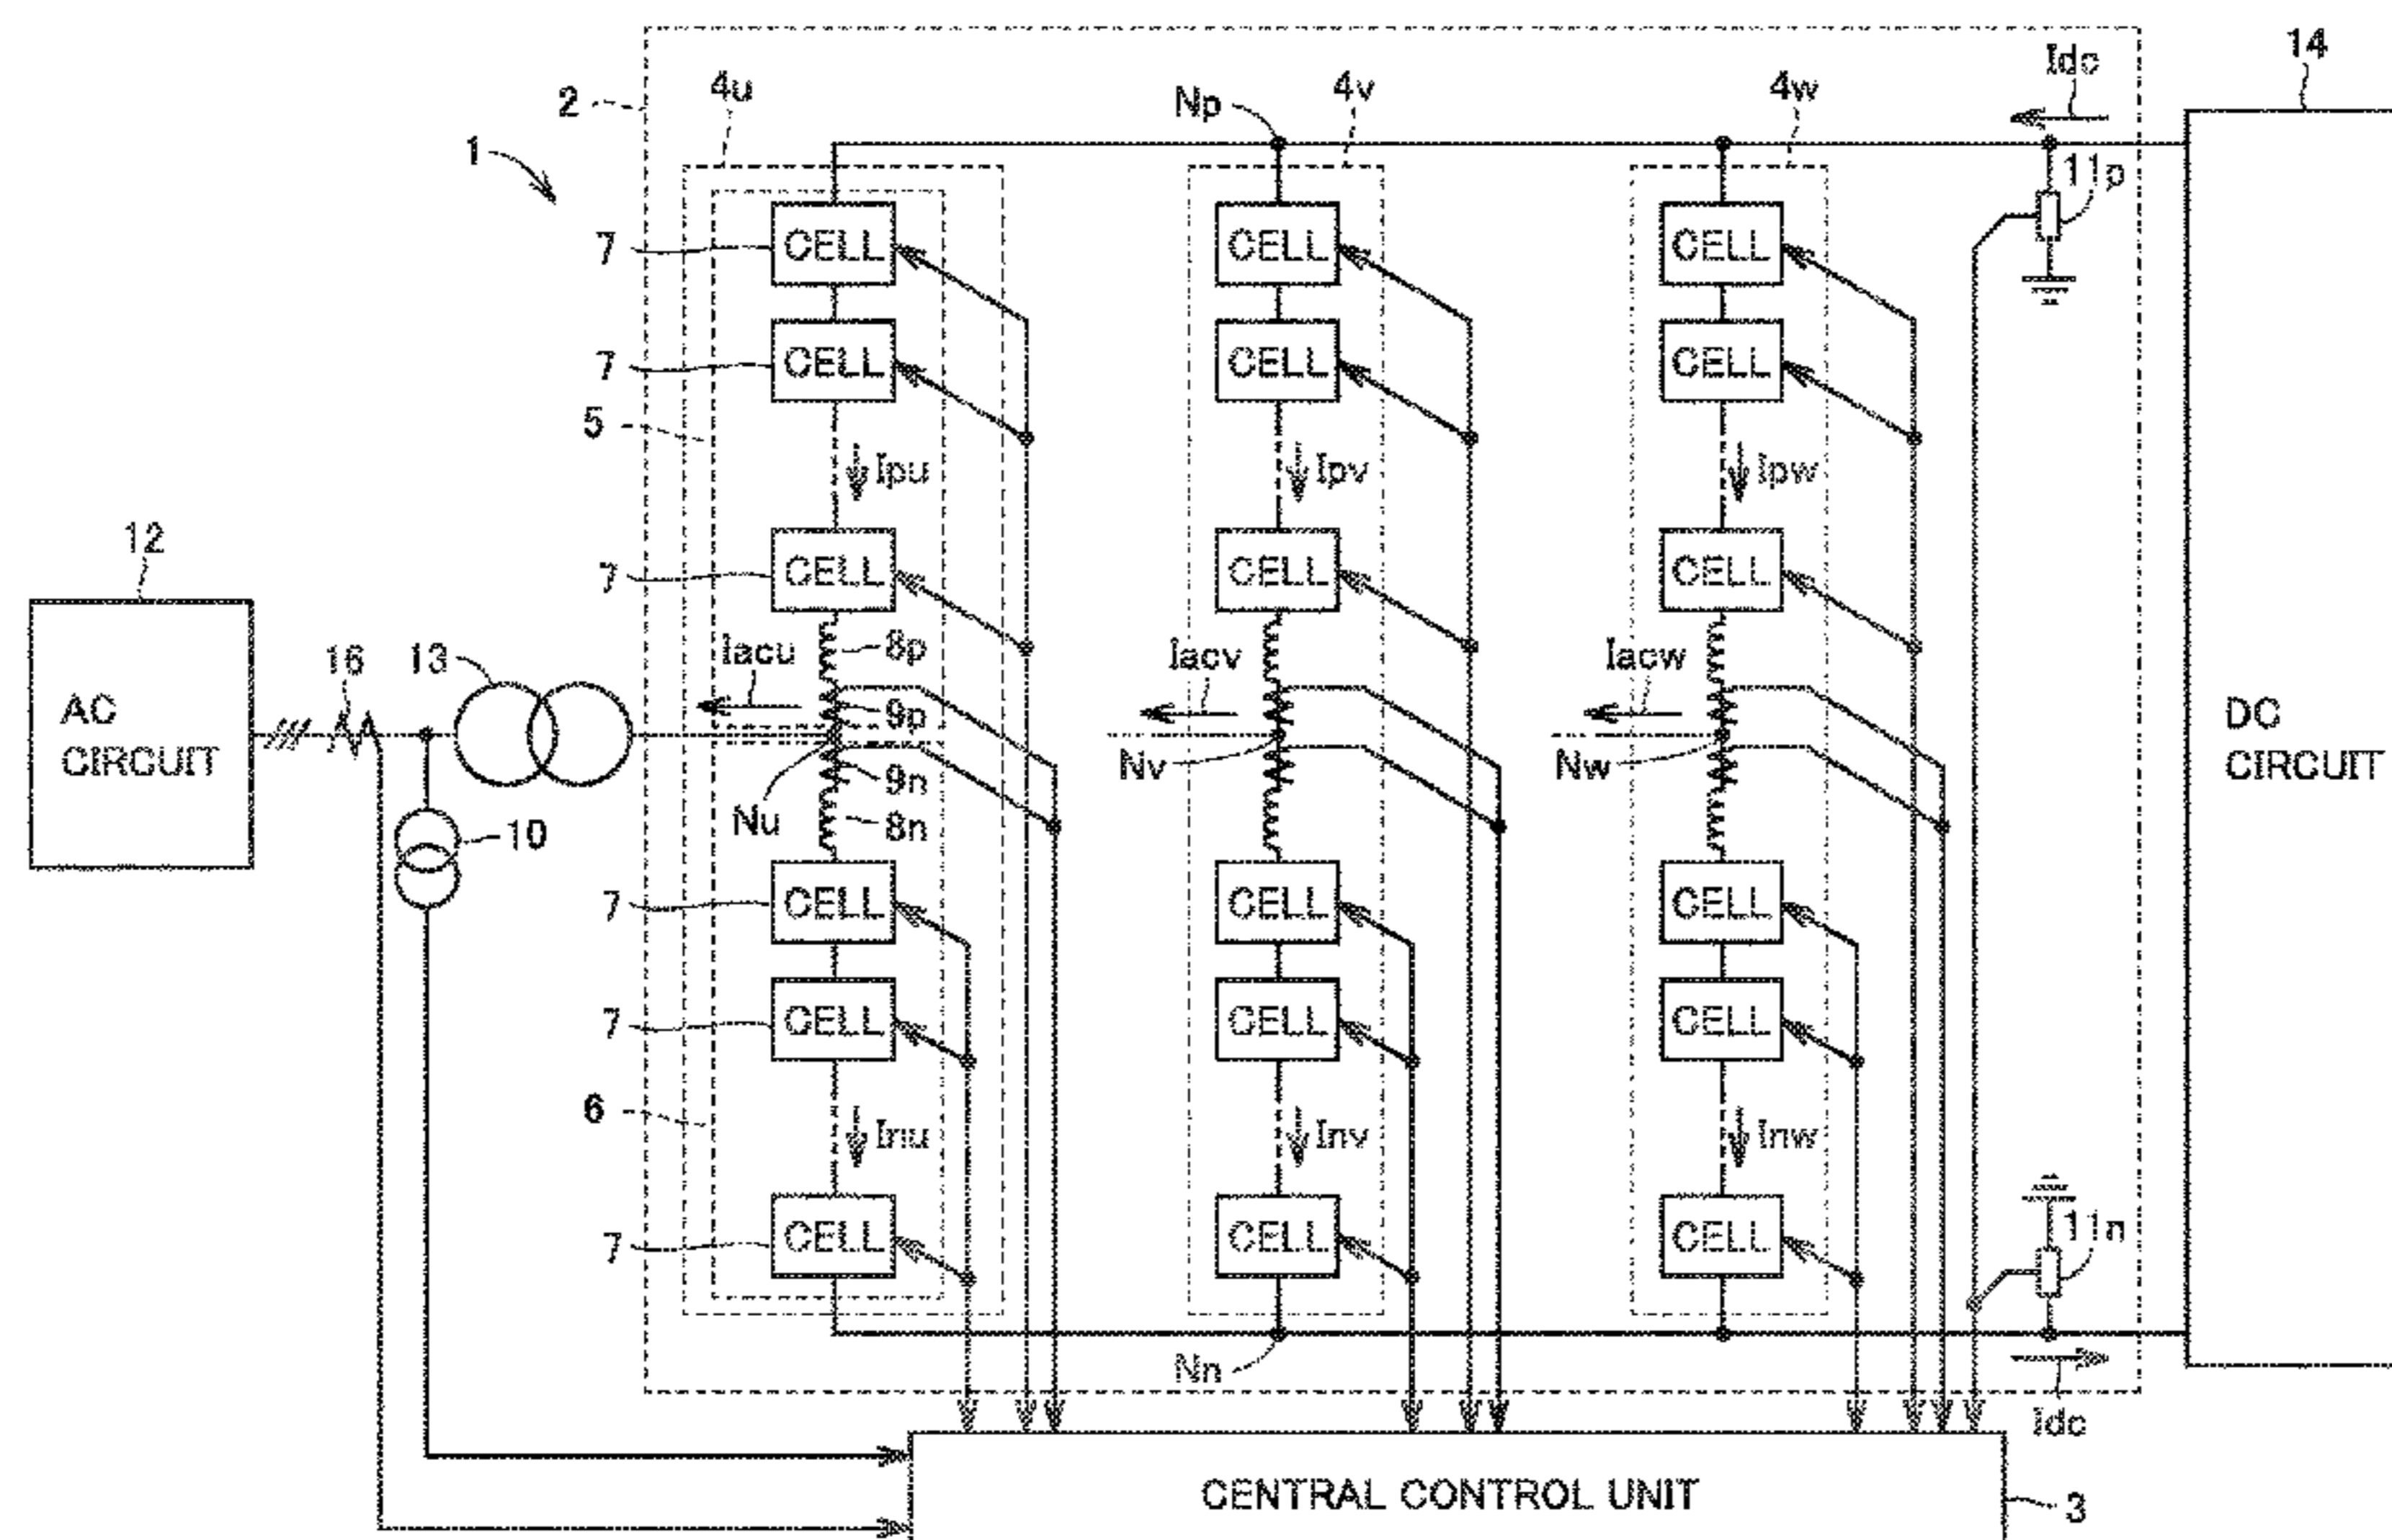 14
Idc
4u
4v
4w
2
Np
1
11p
7 CELL CELL CELL
7 CELL CELL CELL
5
Ipu Ipv Ipw
12
7 CELL CELL CELL
16 13 Iacu 8p Iacv Iacw
AC
CIRCUIT
9p
DC
CIRCUIT
Nu 9n Nv Nw
8n
10
7 CELL CELL CELL
7 CELL CELL CELL
6 Inu Inv Inw
7 CELL CELL CELL
11n
Nn
Idc
CENTRAL CONTROL UNIT 3